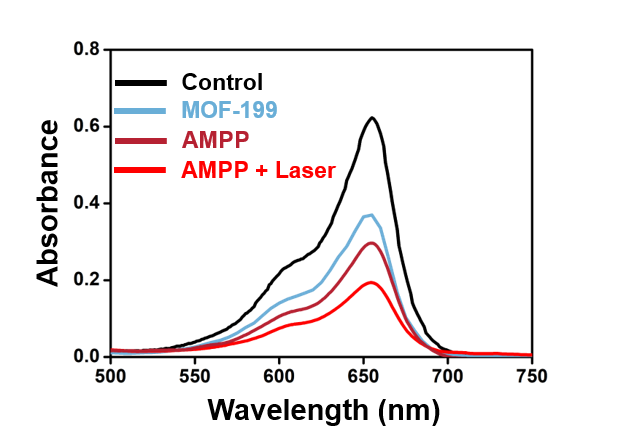 0.8
Control
MOF-199
AMPP
AMPP + Laser
0.6
0.4
0.2
0.0
Absorbance
500 550 600 650 700 750
Wavelength (nm)